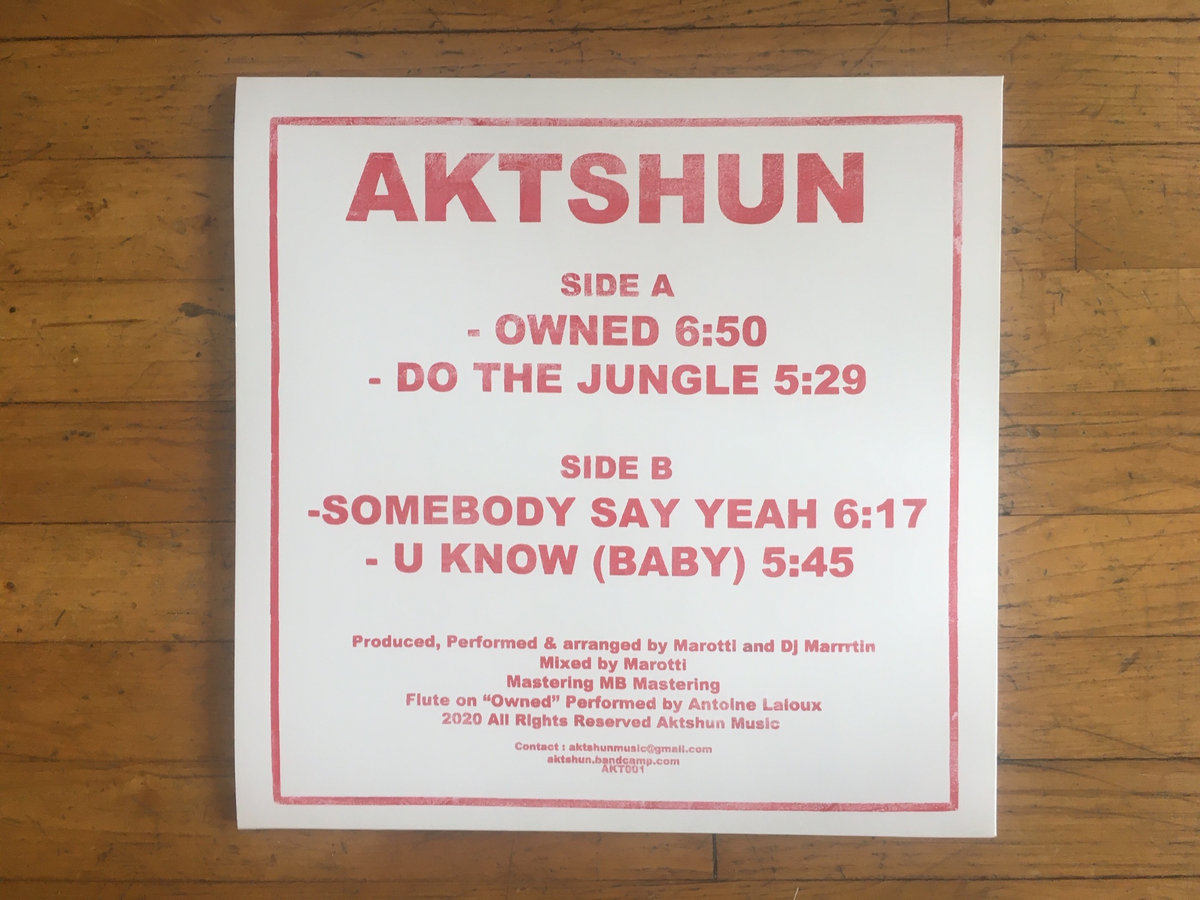 AKTSHUN
SIDE A
- OWNED 6:50
- DO THE JUNGLE 5:29
SIDE B
-SOMEBODY SAY YEAH 6:17
- U KNOW (BABY) 5:45
Produced, Performed & arranged by Marotti and Dj Marrrtin
Mixed by Marotti
Mastering MB Mastering
Flute on “Owned” Performed by Antoine Laloux
2020 All Rights Reserved Aktshun Music
Contact : aktshunmusic@gmail.com
aktshun.bandcamp.com
AKT001